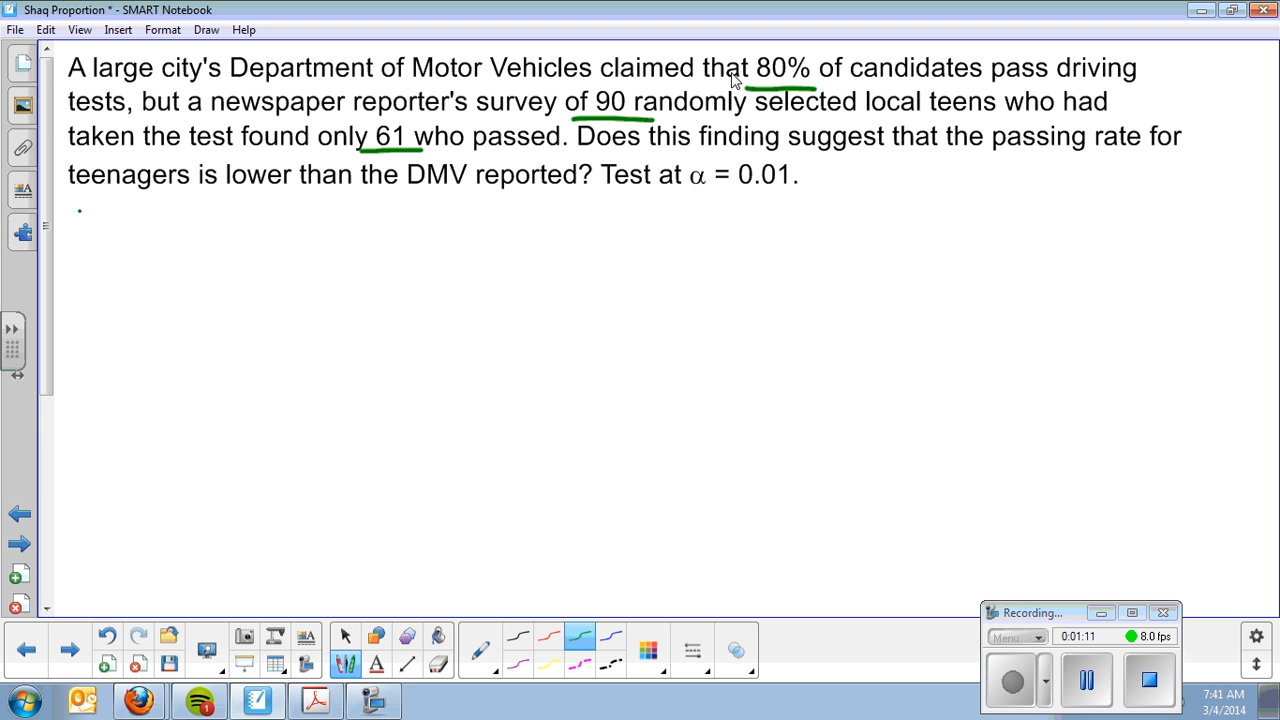 Shaq Proportion * - SMART Notebook
File Edit View Insert Format Draw Help
A large city's Department of Motor Vehicles claimed that 80% of candidates pass driving
tests, but a newspaper reporter's survey of 90 randomly selected local teens who had
taken the test found only 61 who passed. Does this finding suggest that the passing rate for
teenagers is lower than the DMV reported? Test at α = 0.01.
Recording...
Menu 0:01:11 8.0 fps
7:41 AM
3/4/2014